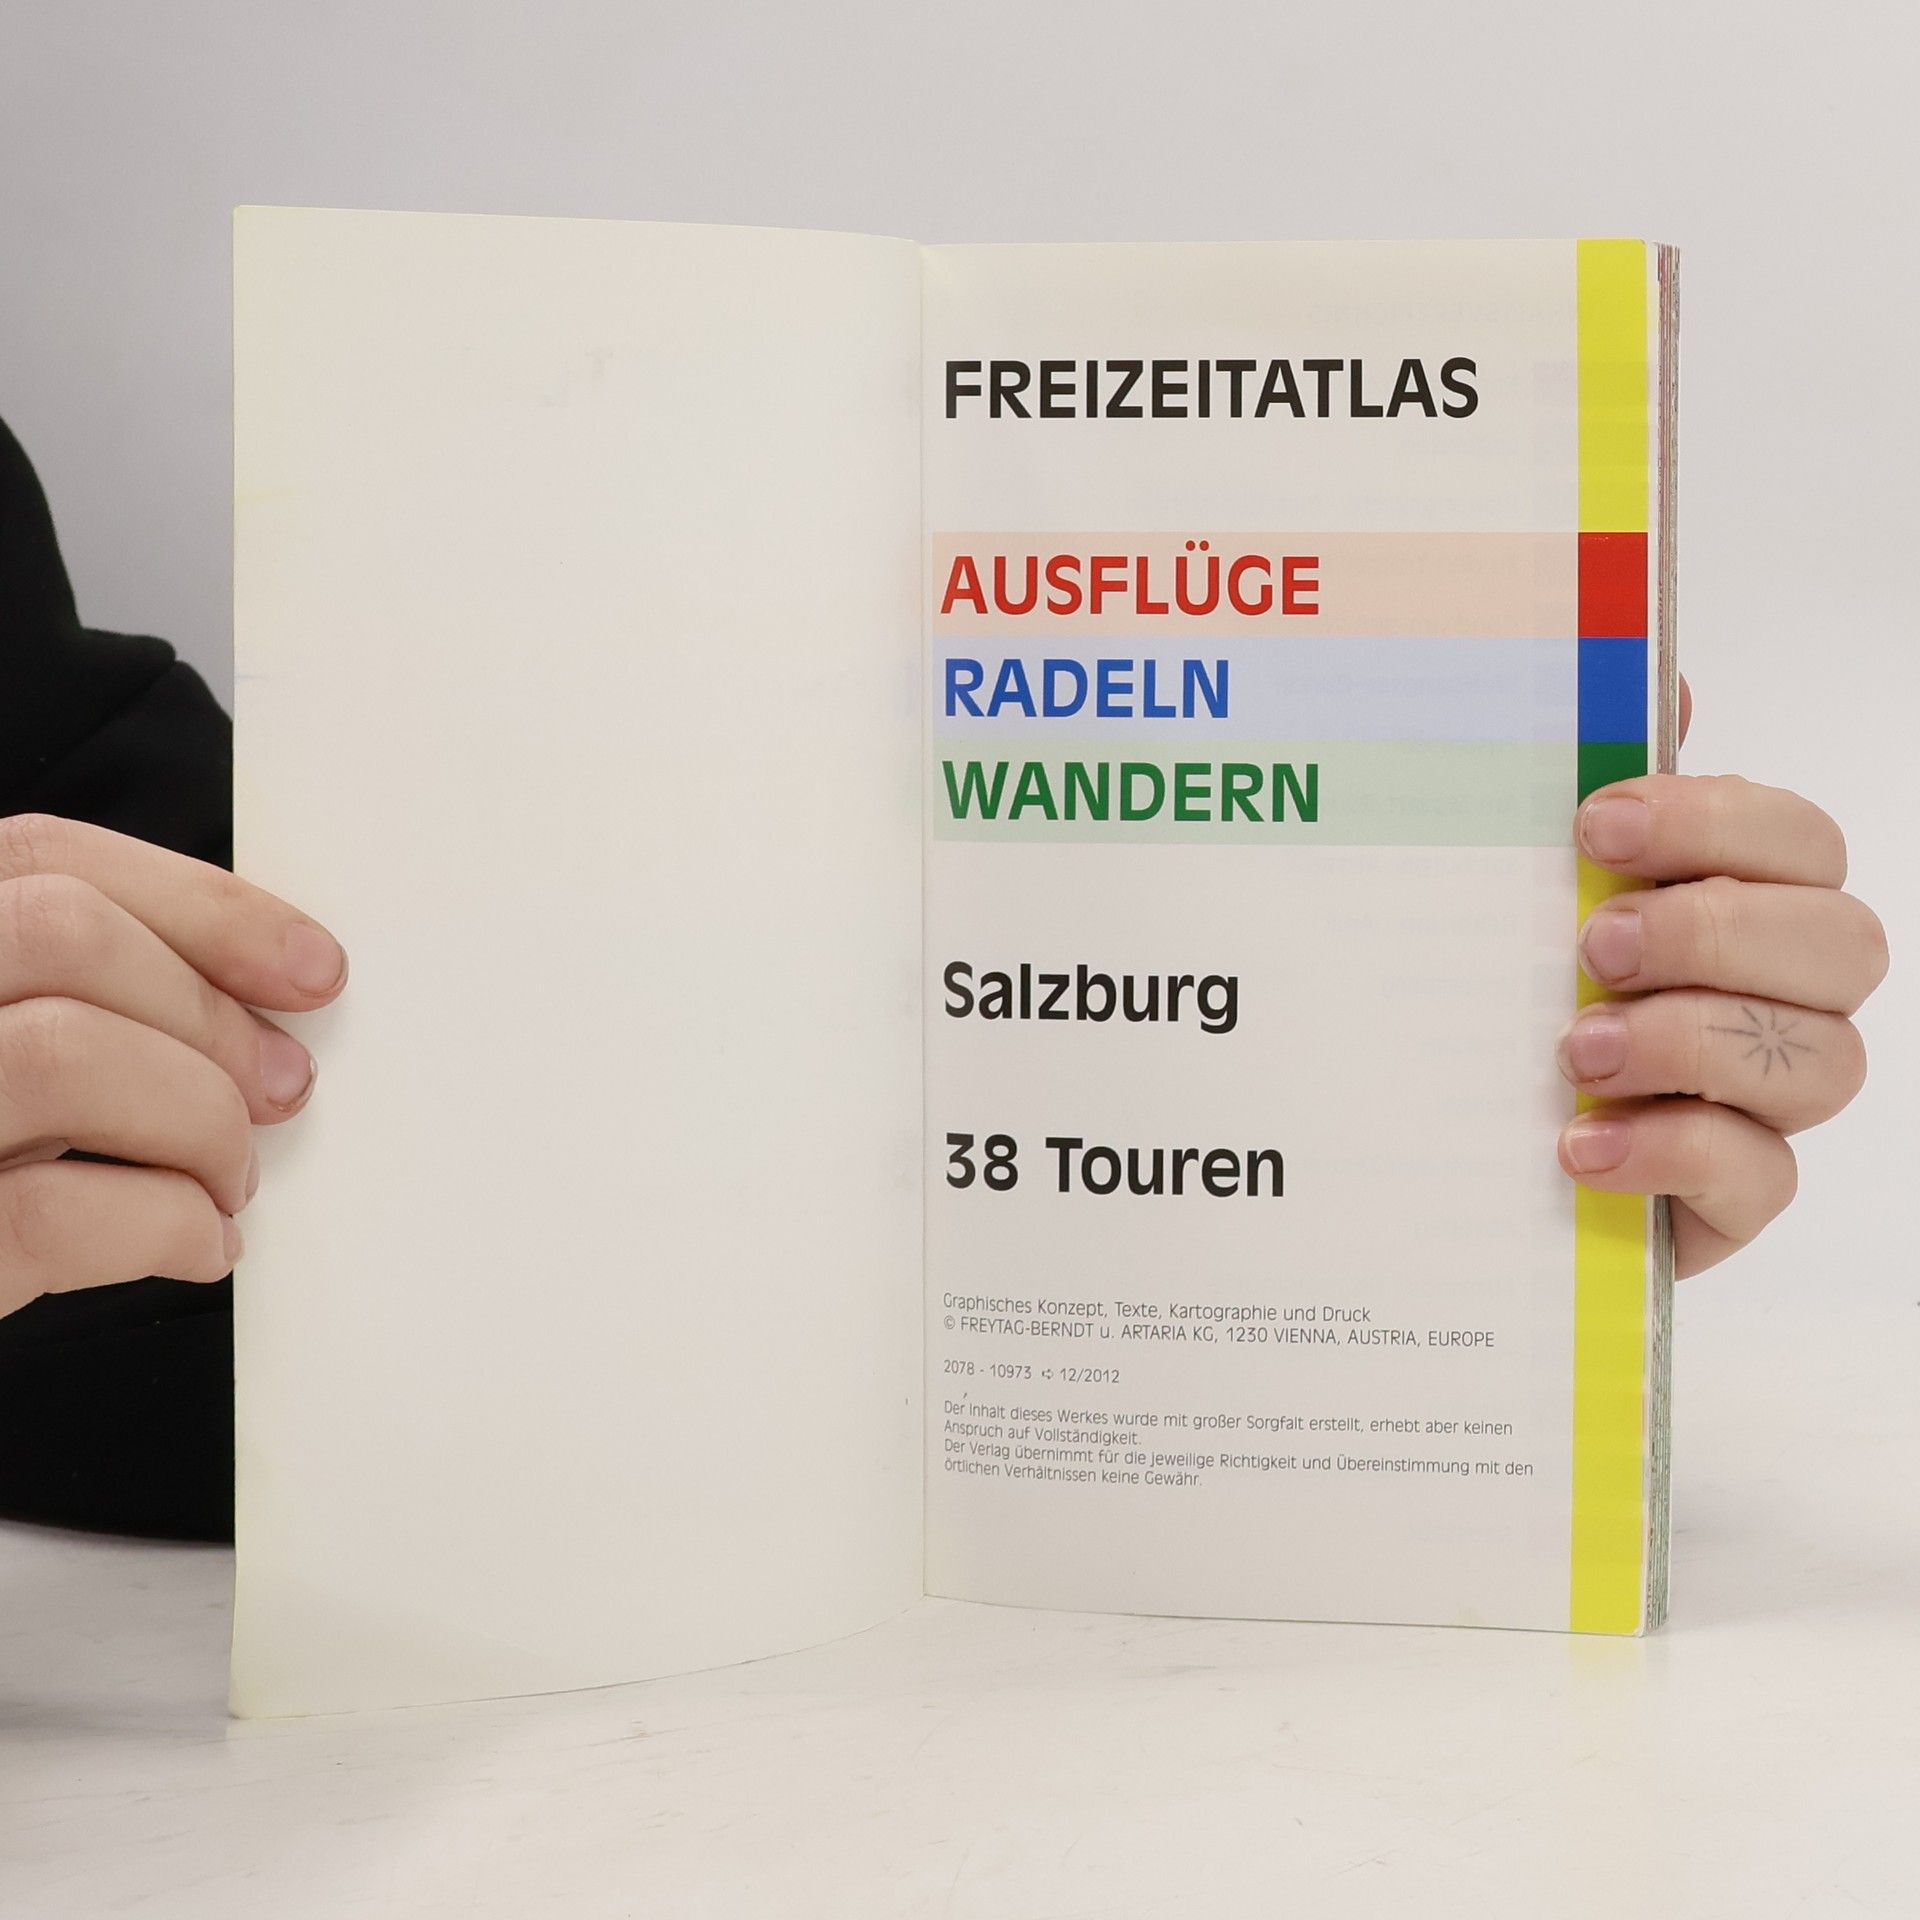 FREIZEITATLAS
AUSFLÜGE
RADELN
WANDERN
Salzburg
38 Touren
Graphisches Konzept, Texte, Kartographie und Druck
© FREYTAG-BERNDT u. ARTARIA KG, 1230 VIENNA, AUSTRIA, EUROPE
2078 - 10973 ➪ 12/2012
Der Inhalt dieses Werkes wurde mit großer Sorgfalt erstellt, erhebt aber keinen
Anspruch auf Vollständigkeit.
Der Verlag übernimmt für die jeweilige Richtigkeit und Übereinstimmung mit den
örtlichen Verhältnissen keine Gewähr.